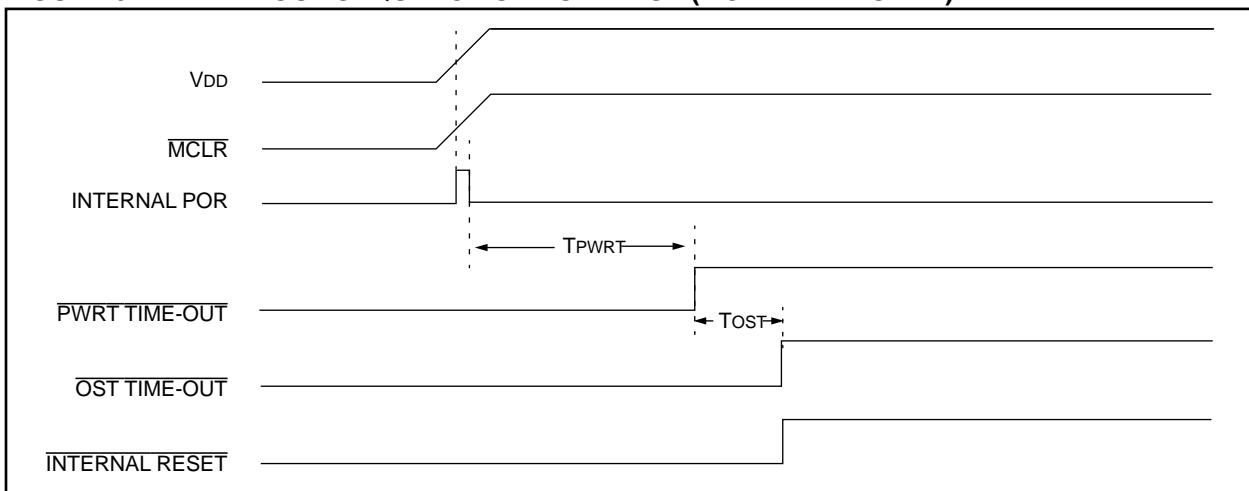 VDD
MCLR
INTERNAL POR
TPWRT
PWRT TIME-OUT
TOST
OST TIME-OUT
INTERNAL RESET